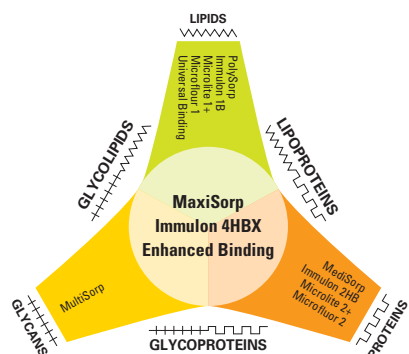 LIPIDS
PolySorp
Immulon 1B
Microlite 1+
Microflour 1
Universal Binding
GLYCOLIPIDS
LIPOPROTEINS
MaxiSorp
Immulon 4HBX
Enhanced Binding
MultiSorp
MediSorp
Immulon 2HB
Microlite 2+
Microfluor 2
GLYCANS
GLYCOPROTEINS
PROTEINS